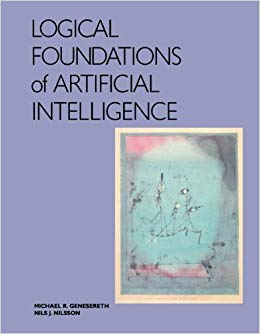 LOGICAL
FOUNDATIONS
of ARTIFICIAL
INTELLIGENCE
MICHAEL R. GENESERETH
NILS J. NILSSON